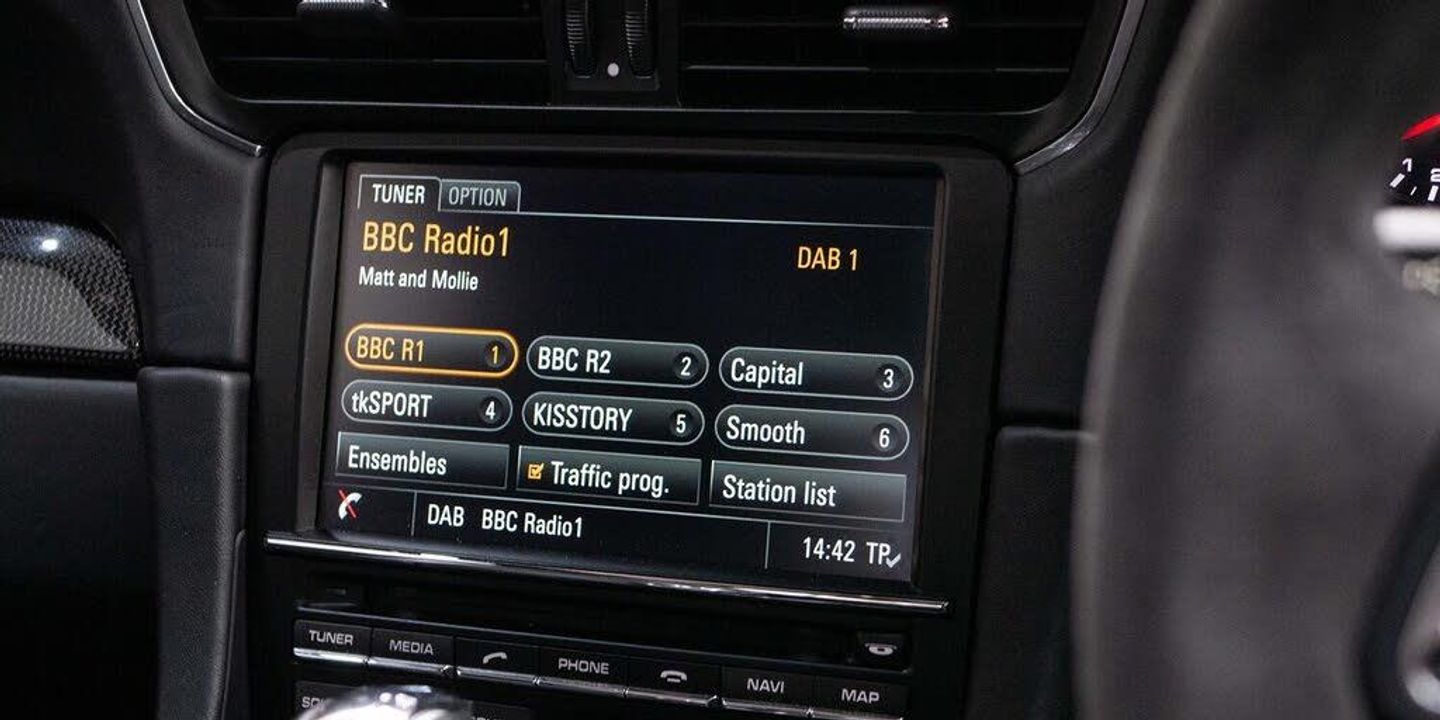 TUNER OPTION
BBC Radio1
DAB 1
Matt and Mollie
BBC R1 1
BBC R2 2
Capital 3
tkSPORT 4
KISSTORY 5
Smooth 6
Ensembles
Traffic prog.
Station list
DAB BBC Radio1
14:42 TP
TUNER
MEDIA
PHONE
NAVI
MAP
1